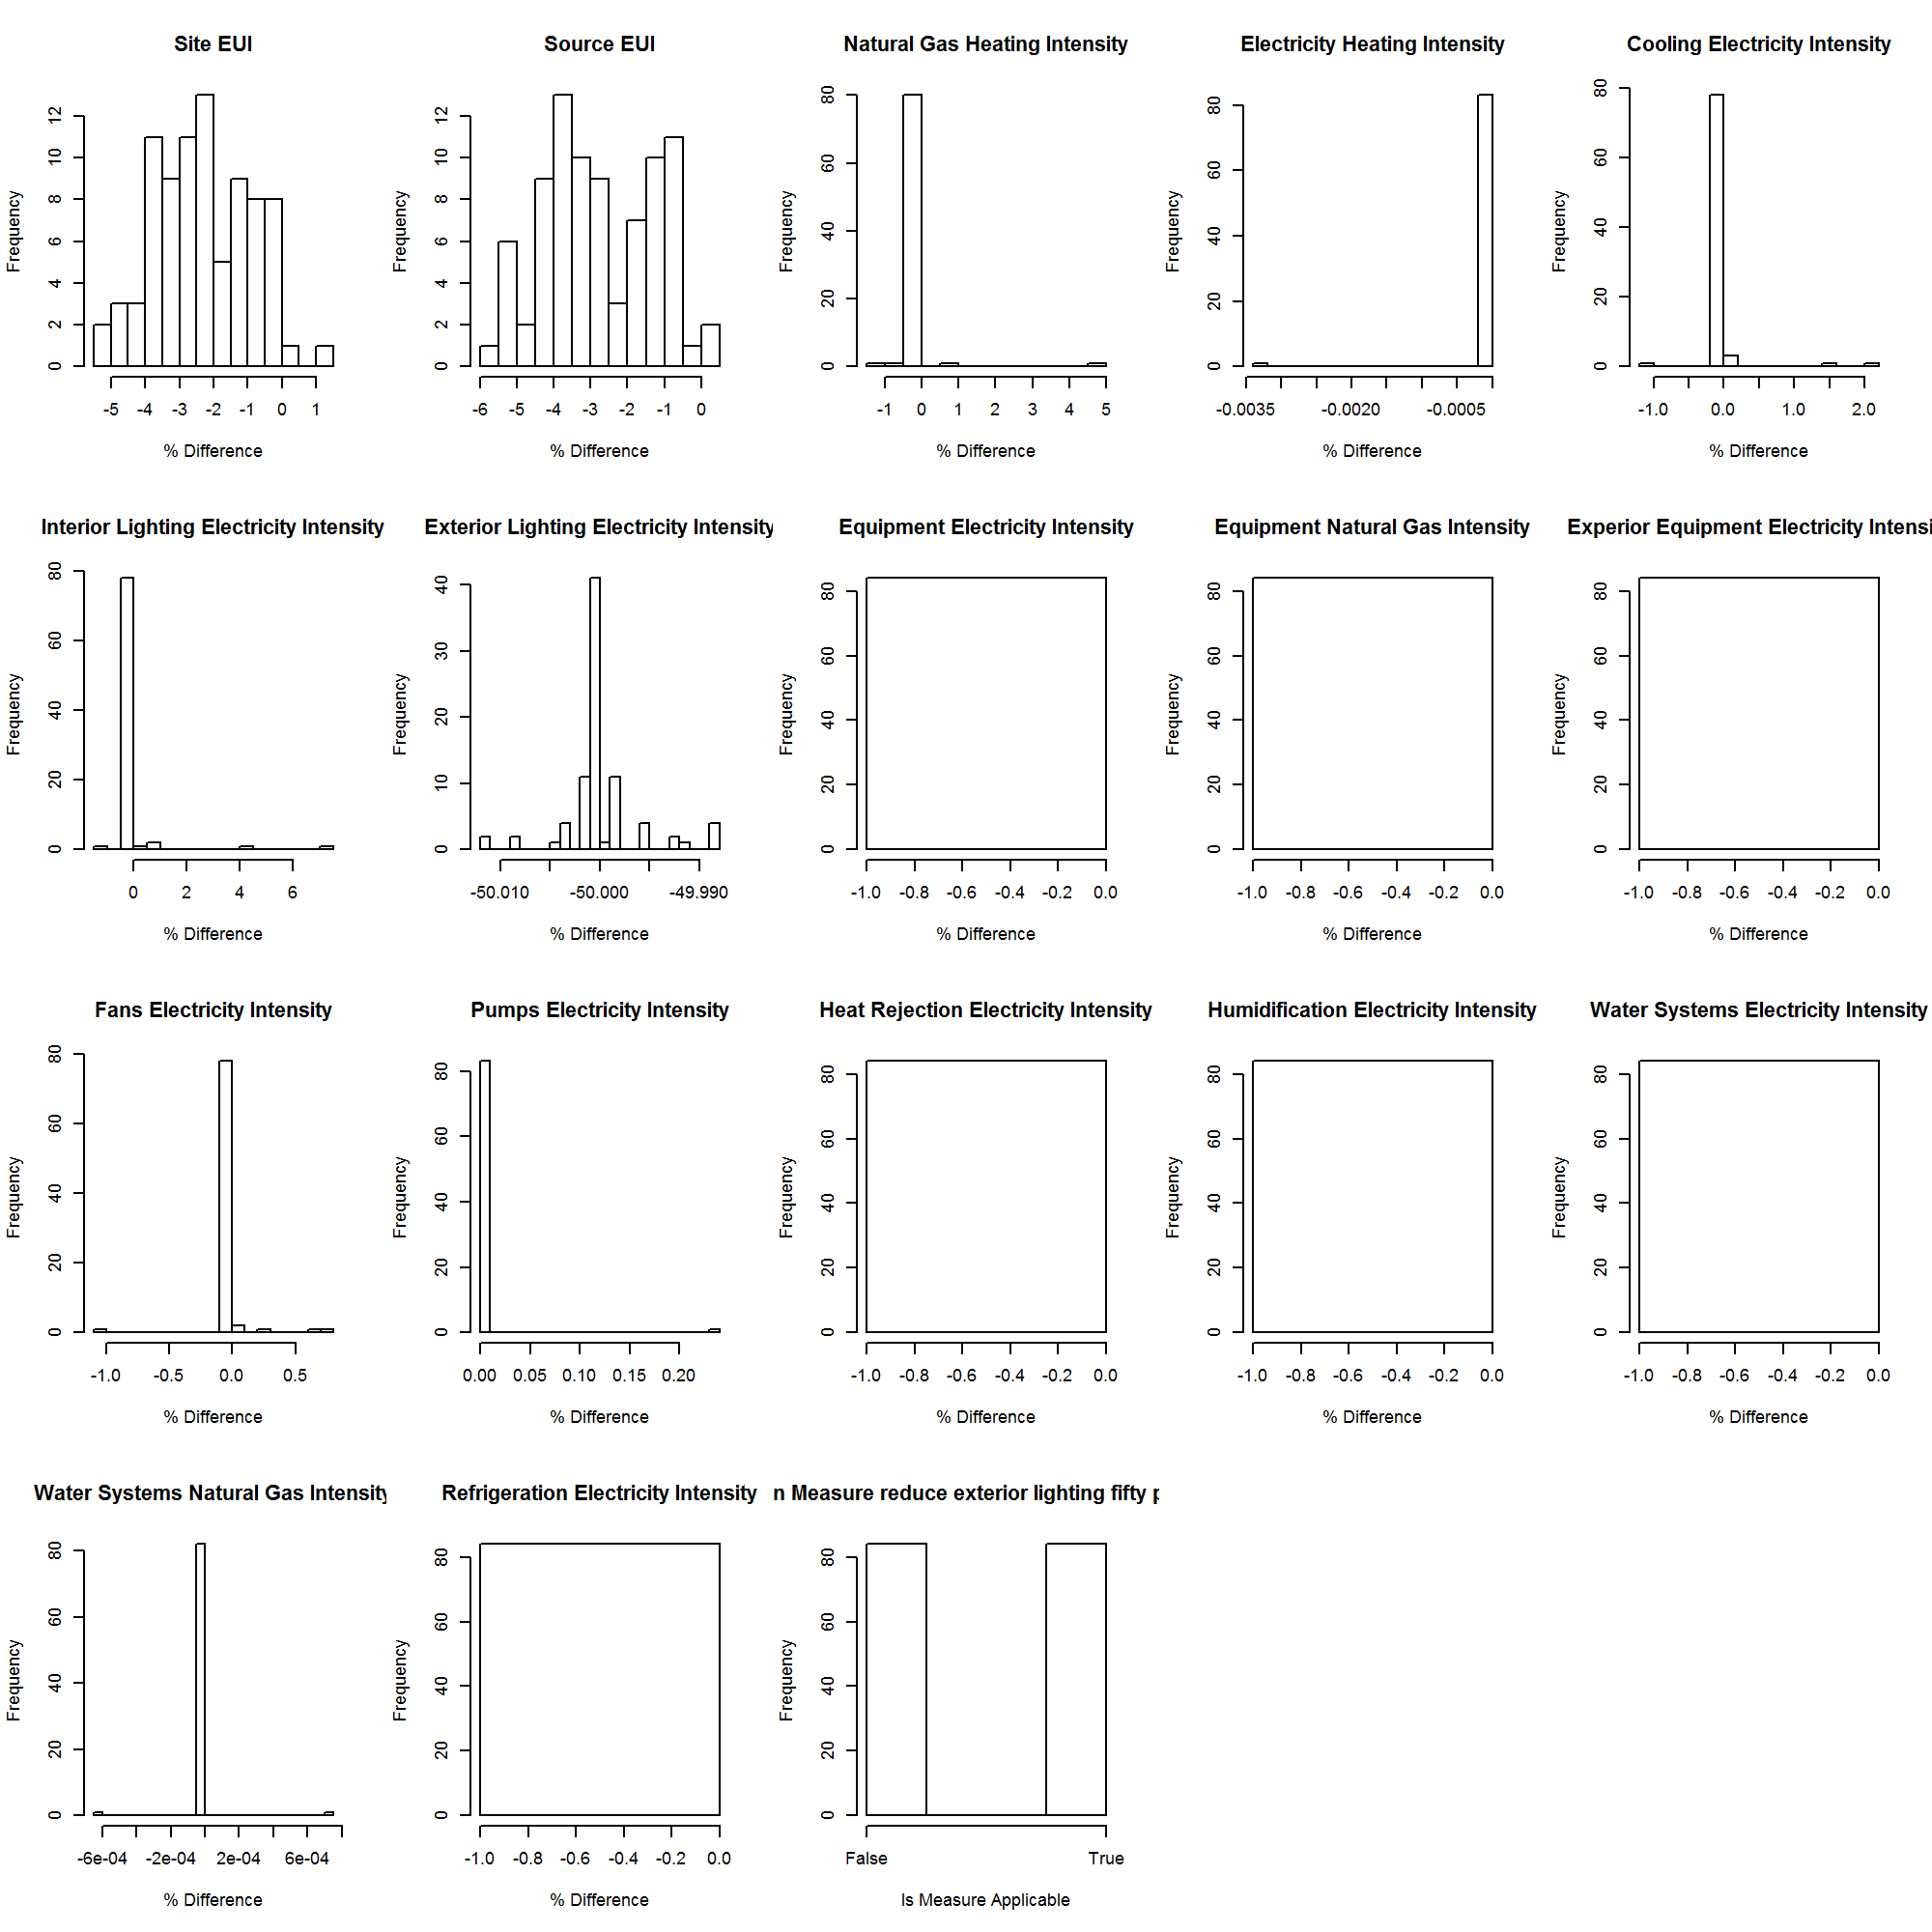 Site EUI
Frequency
0 2 4 6 8 10 12
-5 -4 -3 -2 -1 0 1
% Difference
Source EUI
Frequency
0 2 4 6 8 10 12
-6 -5 -4 -3 -2 -1 0
% Difference
Natural Gas Heating Intensity
Frequency
0 20 40 60 80
-1 0 1 2 3 4 5
% Difference
Electricity Heating Intensity
Frequency
0 20 40 60 80
-0.0035 -0.0020 -0.0005
% Difference
Cooling Electricity Intensity
Frequency
0 20 40 60 80
-1.0 0.0 1.0 2.0
% Difference
Interior Lighting Electricity Intensity
Frequency
0 20 40 60 80
0 2 4 6
% Difference
Exterior Lighting Electricity Intensity
Frequency
0 10 20 30 40
-50.010 -50.000 -49.990
% Difference
Equipment Electricity Intensity
Frequency
0 20 40 60 80
-1.0 -0.8 -0.6 -0.4 -0.2 0.0
% Difference
Equipment Natural Gas Intensity
Frequency
0 20 40 60 80
-1.0 -0.8 -0.6 -0.4 -0.2 0.0
% Difference
Experior Equipment Electricity Intensi
Frequency
0 20 40 60 80
-1.0 -0.8 -0.6 -0.4 -0.2 0.0
% Difference
Fans Electricity Intensity
Frequency
0 20 40 60 80
-1.0 -0.5 0.0 0.5
% Difference
Pumps Electricity Intensity
Frequency
0 20 40 60 80
0.00 0.05 0.10 0.15 0.20
% Difference
Heat Rejection Electricity Intensity
Frequency
0 20 40 60 80
-1.0 -0.8 -0.6 -0.4 -0.2 0.0
% Difference
Humidification Electricity Intensity
Frequency
0 20 40 60 80
-1.0 -0.8 -0.6 -0.4 -0.2 0.0
% Difference
Water Systems Electricity Intensity
Frequency
0 20 40 60 80
-1.0 -0.8 -0.6 -0.4 -0.2 0.0
% Difference
Water Systems Natural Gas Intensity
Frequency
0 20 40 60 80
-6e-04 -2e-04 2e-04 6e-04
% Difference
Refrigeration Electricity Intensity
Frequency
0 20 40 60 80
-1.0 -0.8 -0.6 -0.4 -0.2 0.0
% Difference
n Measure reduce exterior lighting fifty p
Frequency
0 20 40 60 80
False True
Is Measure Applicable